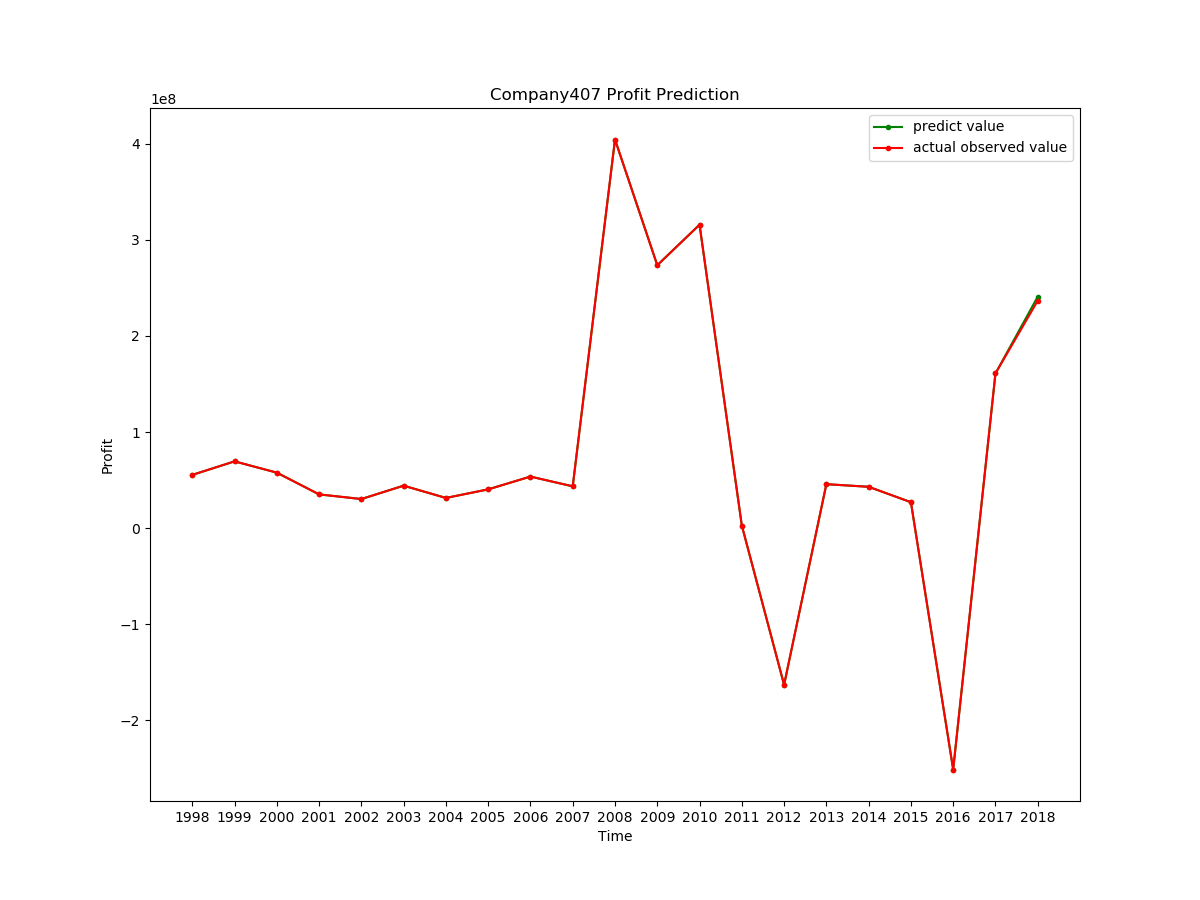 Company407 Profit Prediction
1e8
predict value
actual observed value
4
3
2
1
0
−1
−2
Profit
1998 1999 2000 2001 2002 2003 2004 2005 2006 2007 2008 2009 2010 2011 2012 2013 2014 2015 2016 2017 2018
Time